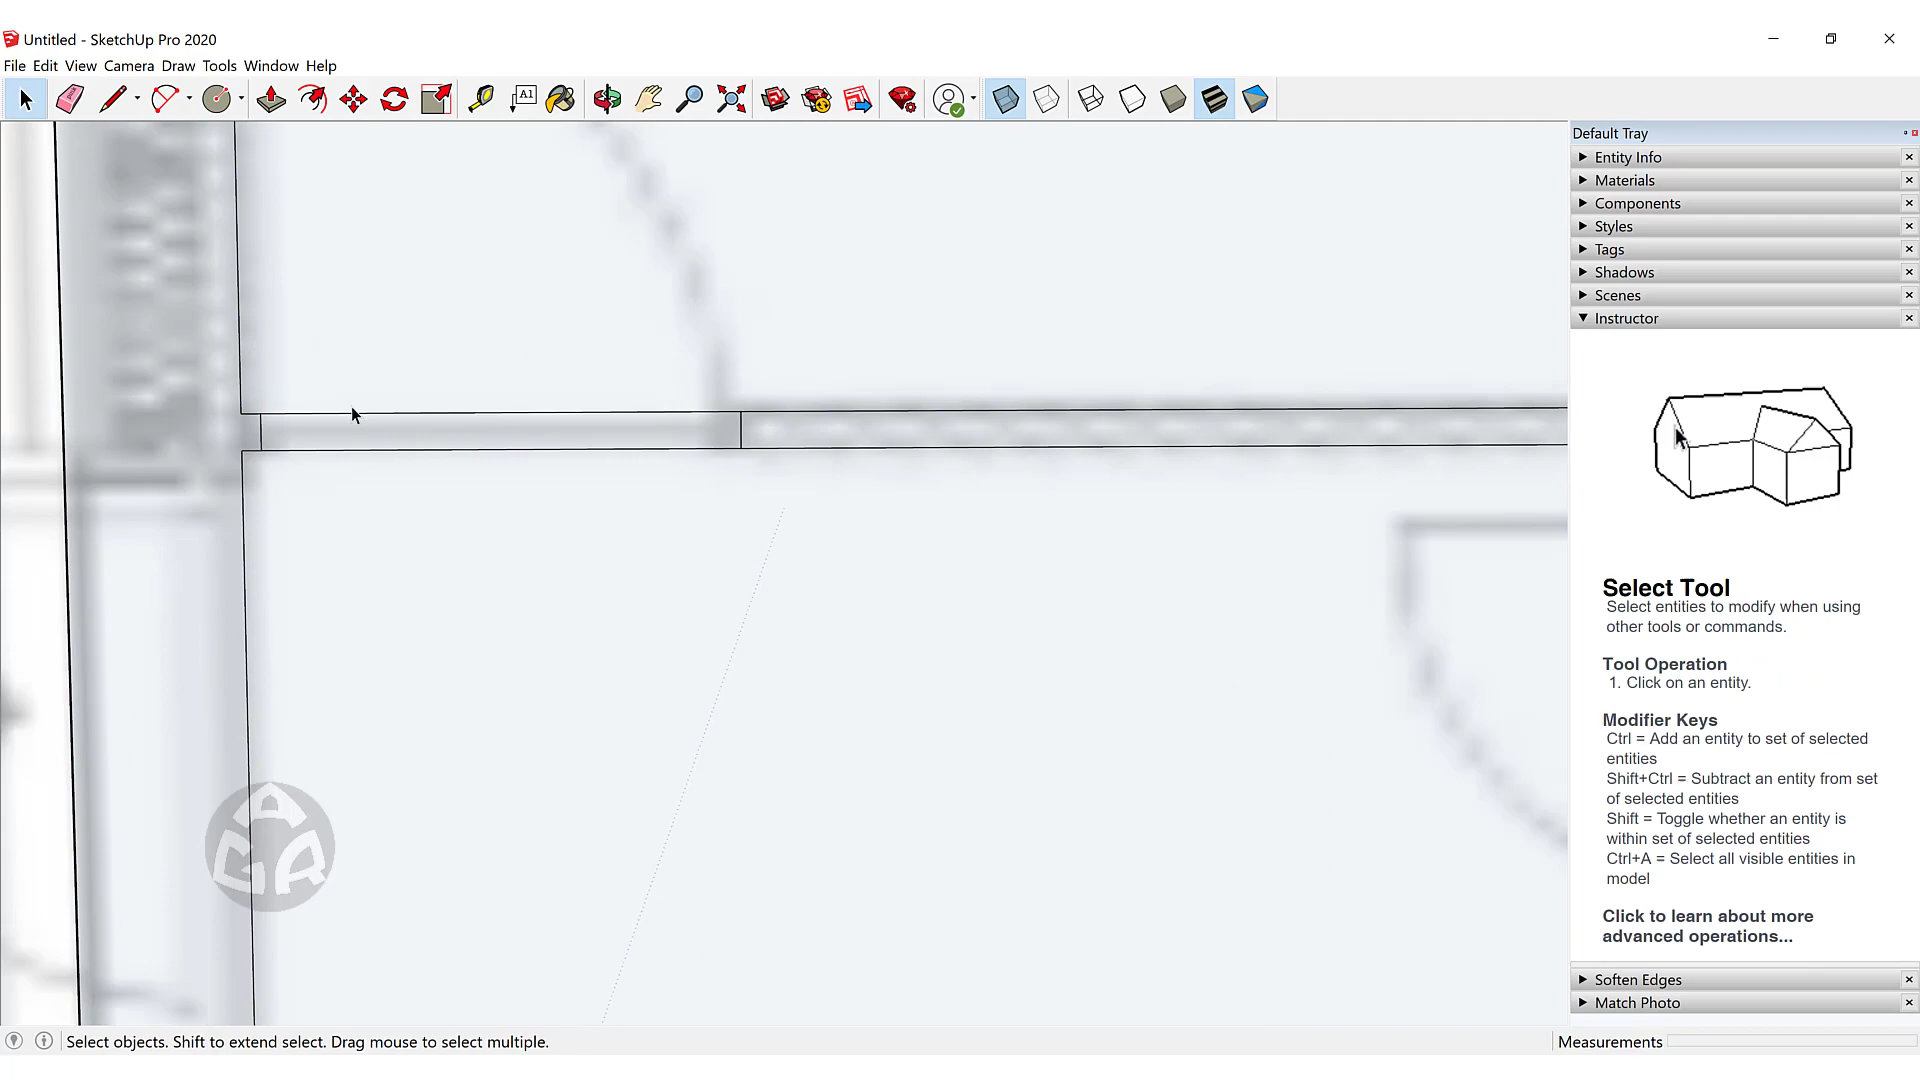 Untitled - SketchUp Pro 2020
File Edit View Camera Draw Tools Window Help
A1
Default Tray
Entity Info
Materials
Components
Styles
Tags
Shadows
Scenes
Instructor
Select Tool
Select entities to modify when using
other tools or commands.
Tool Operation
1. Click on an entity.
Modifier Keys
Ctrl = Add an entity to set of selected
entities
Shift+Ctrl = Subtract an entity from set
of selected entities
Shift = Toggle whether an entity is
within set of selected entities
Ctrl+A = Select all visible entities in
model
Click to learn about more
advanced operations...
Soften Edges
Match Photo
AGA
Select objects. Shift to extend select. Drag mouse to select multiple.
Measurements